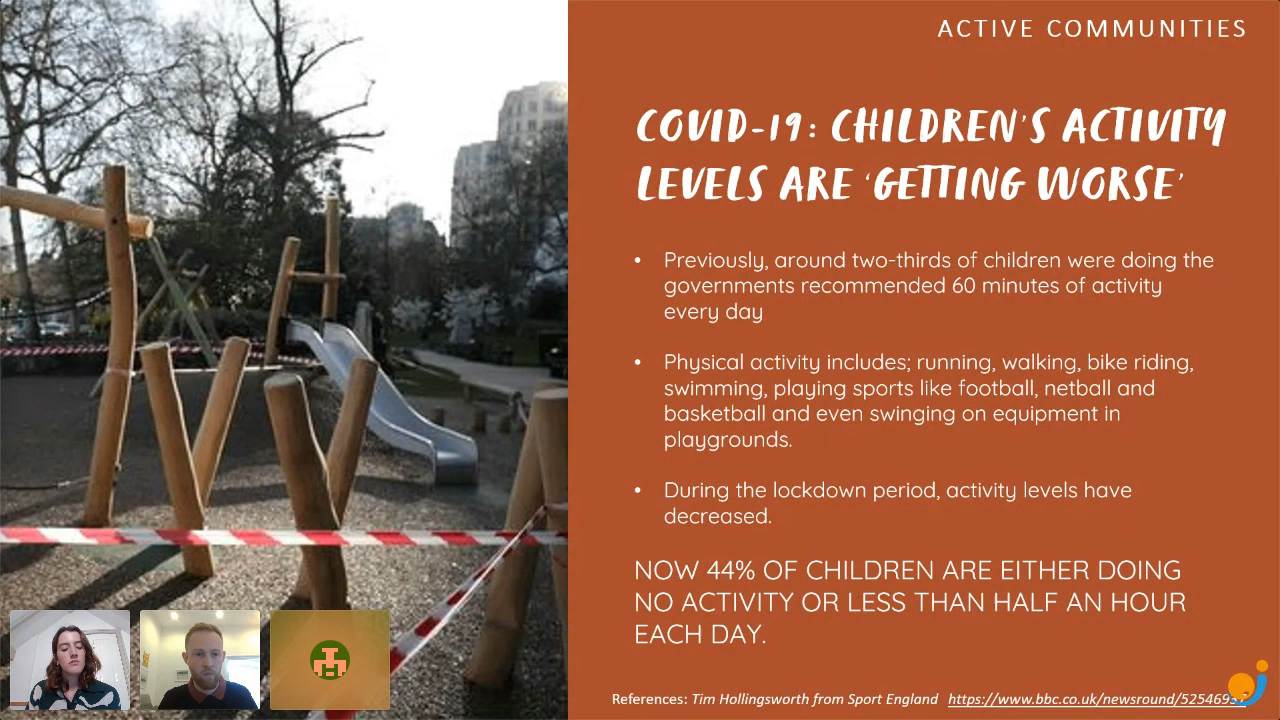 ACTIVE COMMUNITIES
COVID-19: CHILDREN'S ACTIVITY
LEVELS ARE ‘GETTING WORSE’
• Previously, around two-thirds of children were doing the
governments recommended 60 minutes of activity
every day
• Physical activity includes; running, walking, bike riding,
swimming, playing sports like football, netball and
basketball and even swinging on equipment in
playgrounds.
• During the lockdown period, activity levels have
decreased.
NOW 44% OF CHILDREN ARE EITHER DOING
NO ACTIVITY OR LESS THAN HALF AN HOUR
EACH DAY.
References: Tim Hollingsworth from Sport England